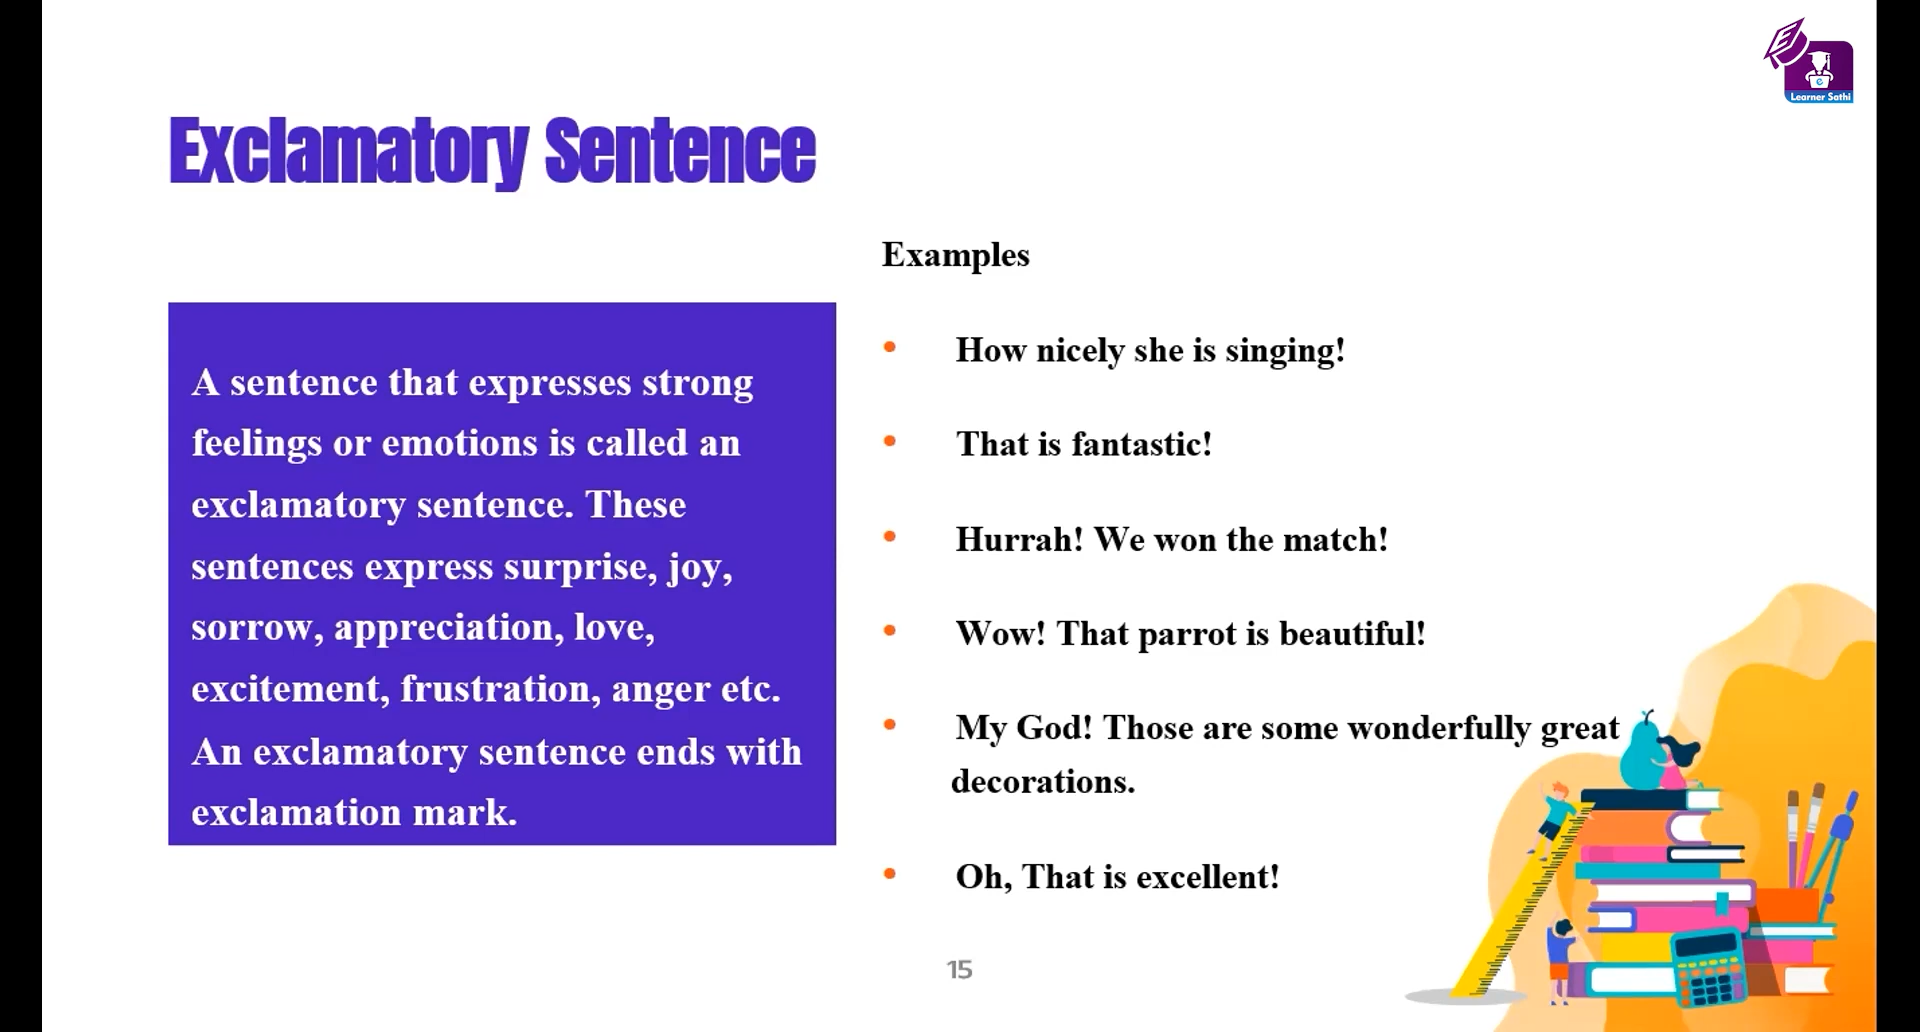 Learner Sathi
Exclamatory Sentence
A sentence that expresses strong
feelings or emotions is called an
exclamatory sentence. These
sentences express surprise, joy,
sorrow, appreciation, love,
excitement, frustration, anger etc.
An exclamatory sentence ends with
exclamation mark.
Examples
• How nicely she is singing!
• That is fantastic!
• Hurrah! We won the match!
• Wow! That parrot is beautiful!
• My God! Those are some wonderfully great
decorations.
• Oh, That is excellent!
15